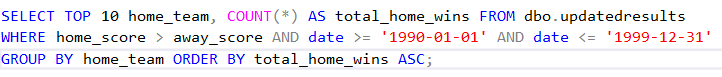 SELECT TOP 10 home_team, COUNT(*) AS total_home_wins FROM dbo.updatedresults
WHERE home_score > away_score AND date >= '1990-01-01' AND date <= '1999-12-31'
GROUP BY home_team ORDER BY total_home_wins ASC;